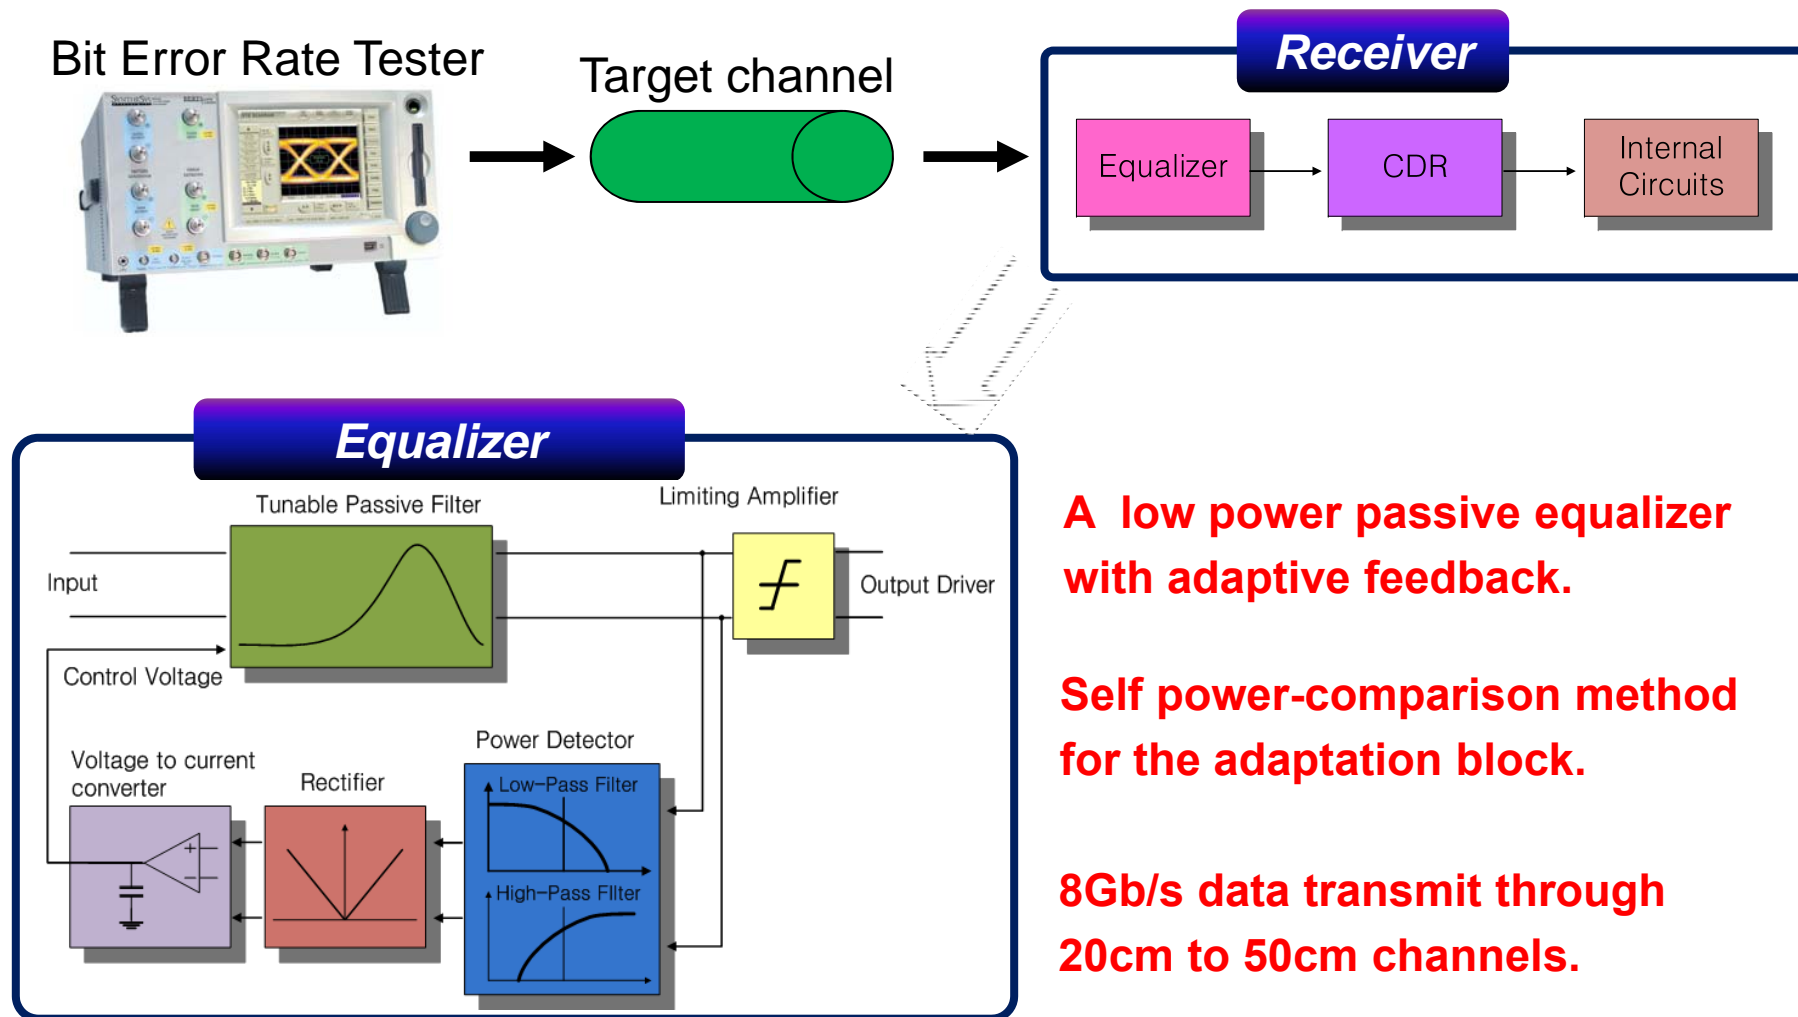 Bit Error Rate Tester
Target channel
Receiver
Equalizer
CDR
Internal
Circuits
Equalizer
Tunable Passive Filter
Limiting Amplifier
Input
Output Driver
Control Voltage
Power Detector
Voltage to current
converter
Rectifier
Low-Pass Filter
High-Pass FIlter
A  low power passive equalizer
with adaptive feedback.
Self power-comparison method
for the adaptation block.
8Gb/s data transmit through
20cm to 50cm channels.